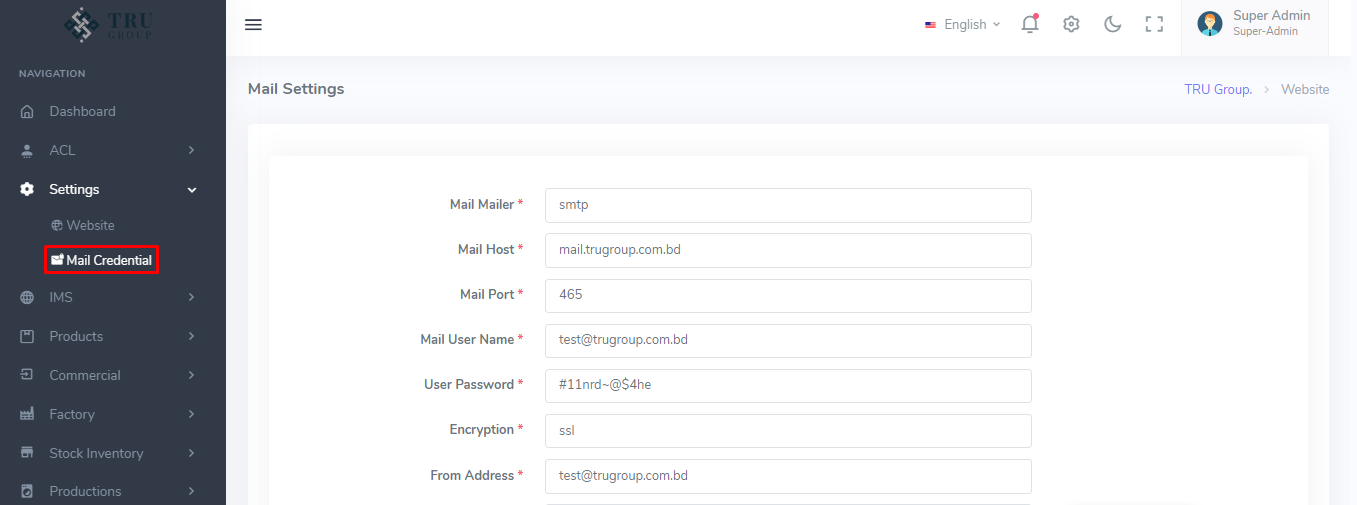 TRU
GROUP
English
Super Admin
Super-Admin
NAVIGATION
Dashboard
ACL
Settings
Website
Mail Credential
IMS
Products
Commercial
Factory
Stock Inventory
Productions
Mail Settings
TRU Group. > Website
Mail Mailer * smtp
Mail Host * mail.trugroup.com.bd
Mail Port * 465
Mail User Name * test@trugroup.com.bd
User Password * #11nrd~@$4he
Encryption * ssl
From Address * test@trugroup.com.bd